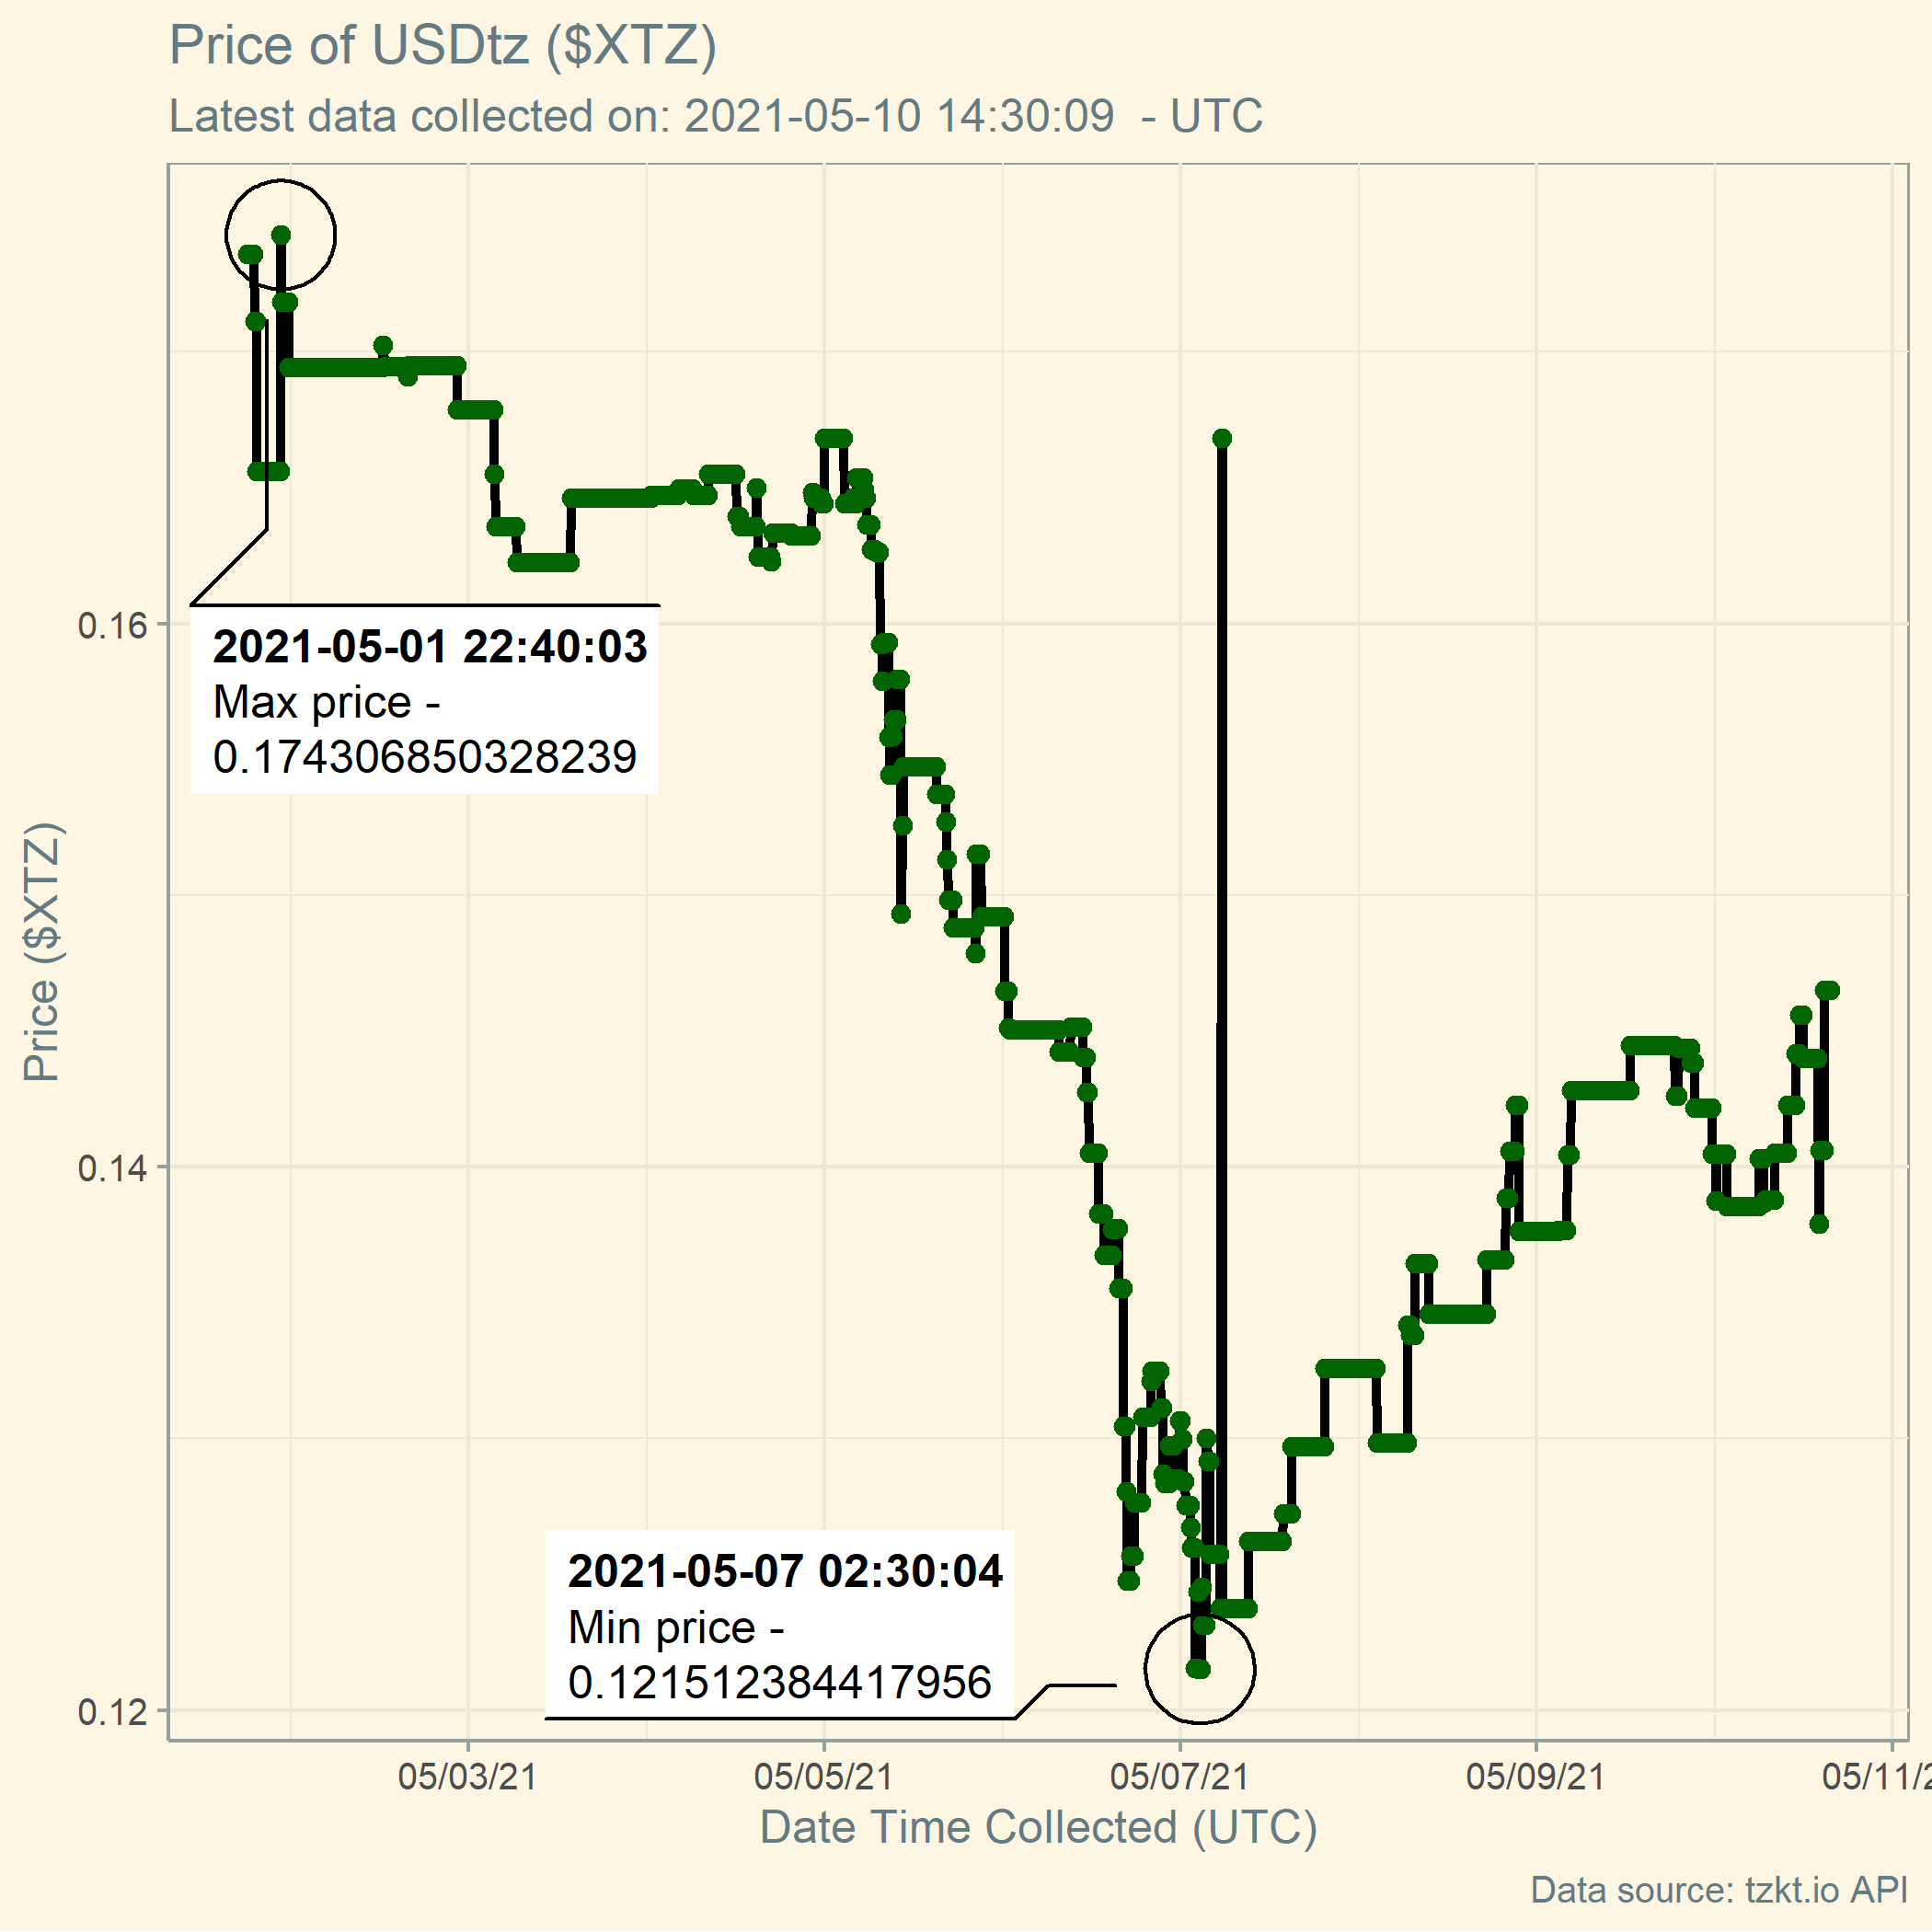 Price of USDtz ($XTZ)
Latest data collected on: 2021-05-10 14:30:09  - UTC
Price ($XTZ)
0.16
0.14
0.12
2021-05-01 22:40:03
Max price -
0.174306850328239
2021-05-07 02:30:04
Min price -
0.121512384417956
05/03/21
05/05/21
05/07/21
05/09/21
05/11/2
Date Time Collected (UTC)
Data source: tzkt.io API